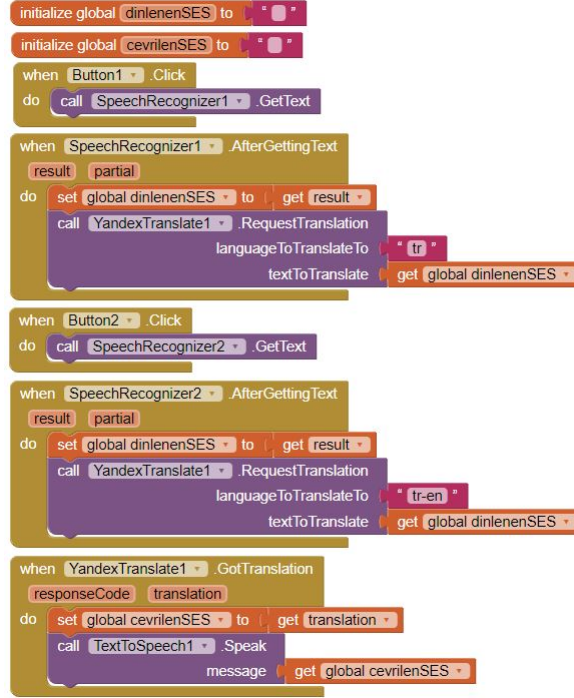 initialize global dinlenenSES to " "
initialize global cevrilenSES to " "
when Button1 .Click
do call SpeechRecognizer1 .GetText
when SpeechRecognizer1 .AfterGettingText
result partial
do set global dinlenenSES to get result
call YandexTranslate1 .RequestTranslation
languageToTranslateTo " tr "
textToTranslate get global dinlenenSES
when Button2 .Click
do call SpeechRecognizer2 .GetText
when SpeechRecognizer2 .AfterGettingText
result partial
do set global dinlenenSES to get result
call YandexTranslate1 .RequestTranslation
languageToTranslateTo " tr-en "
textToTranslate get global dinlenenSES
when YandexTranslate1 .GotTranslation
responseCode translation
do set global cevrilenSES to get translation
call TextToSpeech1 .Speak
message get global cevrilenSES